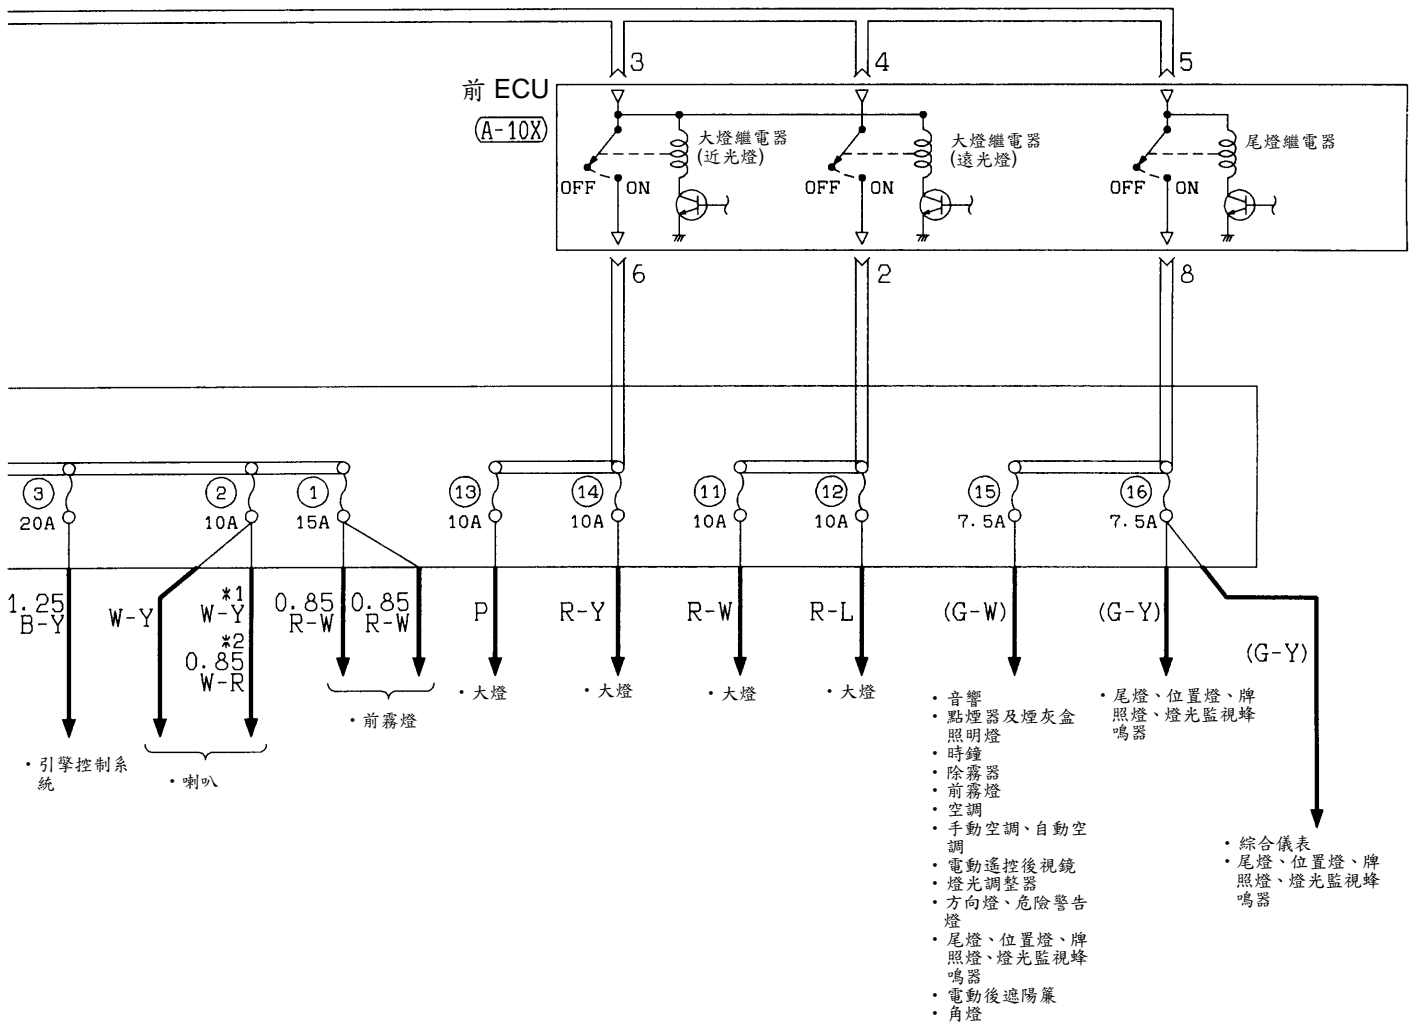 3
4
5
前 ECU
A-10X
大燈繼電器
(近光燈)
OFF
ON
大燈繼電器
(遠光燈)
OFF
ON
尾燈繼電器
OFF
ON
6
2
8
3
20A
2
10A
1
15A
13
10A
14
10A
11
10A
12
10A
15
7.5A
16
7.5A
1.25
B-Y
W-Y
*1
W-Y
*2
0.85
W-R
0.85
R-W
0.85
R-W
P
R-Y
R-W
R-L
(G-W)
(G-Y)
(G-Y)
・引擎控制系
統
・喇叭
・前霧燈
・大燈
・大燈
・大燈
・大燈
・音響
・點煙器及煙灰盒
照明燈
・時鐘
・除霧器
・前霧燈
・空調
・手動空調、自動空
調
・電動遙控後視鏡
・燈光調整器
・方向燈、危險警告
燈
・尾燈、位置燈、牌
照燈、燈光監視蜂
鳴器
・電動後遮陽簾
・角燈
・尾燈、位置燈、牌
照燈、燈光監視蜂
鳴器
・綜合儀表
・尾燈、位置燈、牌
照燈、燈光監視蜂
鳴器